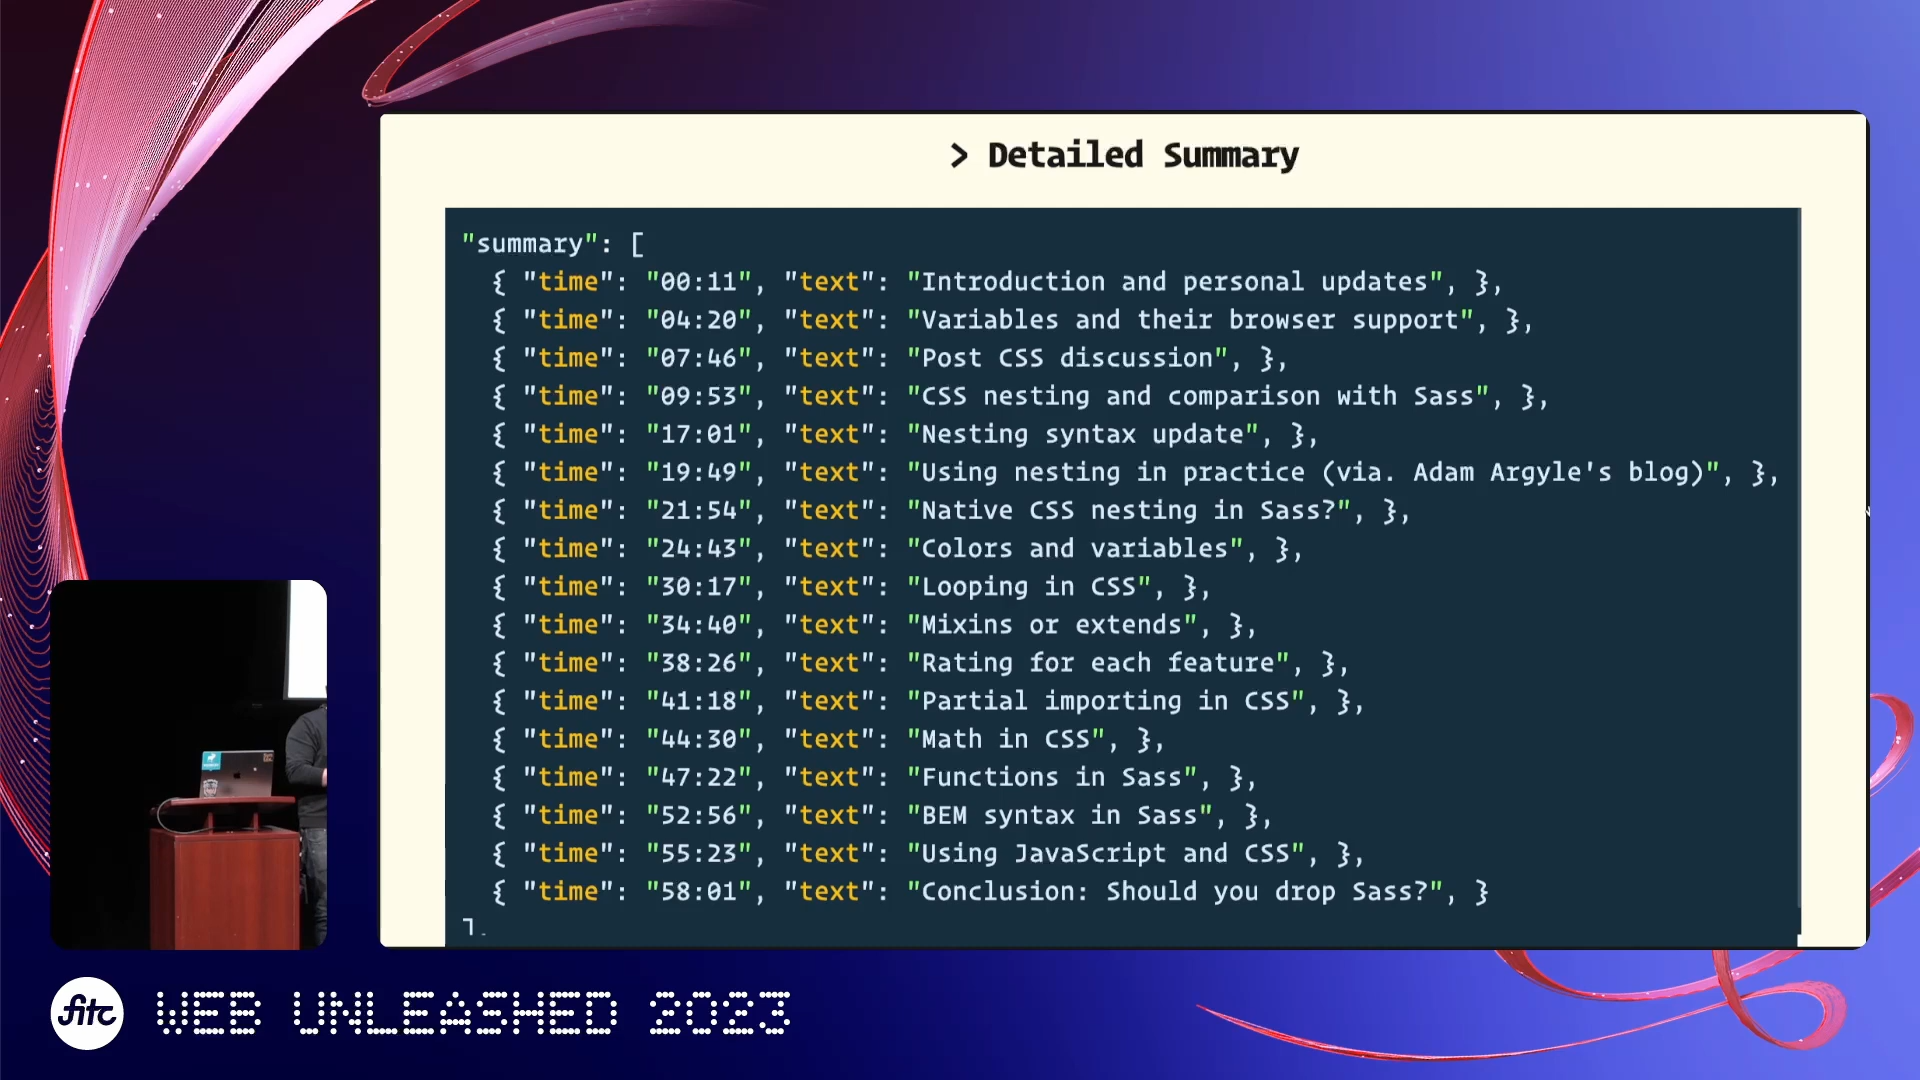 > Detailed Summary
"summary": [
{ "time": "00:11", "text": "Introduction and personal updates", },
{ "time": "04:20", "text": "Variables and their browser support", },
{ "time": "07:46", "text": "Post CSS discussion", },
{ "time": "09:53", "text": "CSS nesting and comparison with Sass", },
{ "time": "17:01", "text": "Nesting syntax update", },
{ "time": "19:49", "text": "Using nesting in practice (via. Adam Argyle's blog)", },
{ "time": "21:54", "text": "Native CSS nesting in Sass?", },
{ "time": "24:43", "text": "Colors and variables", },
{ "time": "30:17", "text": "Looping in CSS", },
{ "time": "34:40", "text": "Mixins or extends", },
{ "time": "38:26", "text": "Rating for each feature", },
{ "time": "41:18", "text": "Partial importing in CSS", },
{ "time": "44:30", "text": "Math in CSS", },
{ "time": "47:22", "text": "Functions in Sass", },
{ "time": "52:56", "text": "BEM syntax in Sass", },
{ "time": "55:23", "text": "Using JavaScript and CSS", },
{ "time": "58:01", "text": "Conclusion: Should you drop Sass?", }
],
fitc WEB UNLEASHED 2023